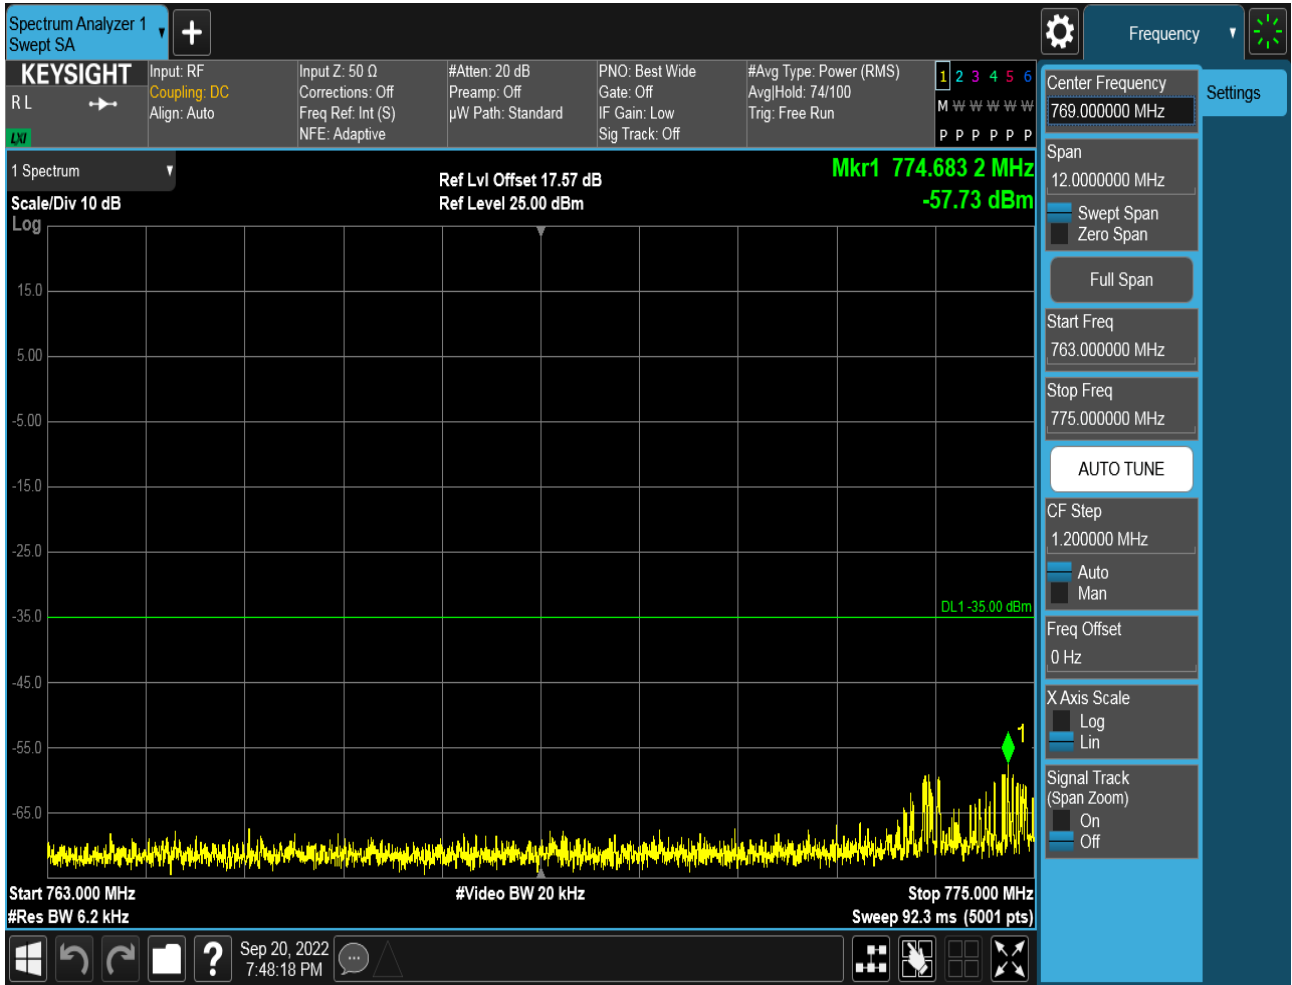 Spectrum Analyzer 1
Swept SA
+
Frequency
KEYSIGHT
R L
LXI
Input: RF
Coupling: DC
Align: Auto
Input Z: 50 Ω
Corrections: Off
Freq Ref: Int (S)
NFE: Adaptive
#Atten: 20 dB
Preamp: Off
µW Path: Standard
PNO: Best Wide
Gate: Off
IF Gain: Low
Sig Track: Off
#Avg Type: Power (RMS)
Avg|Hold: 74/100
Trig: Free Run
1 2 3 4 5 6
M W W W W W
P P P P P P
1 Spectrum
Scale/Div 10 dB
Log
Ref Lvl Offset 17.57 dB
Ref Level 25.00 dBm
Mkr1 774.683 2 MHz
-57.73 dBm
15.0
5.00
-5.00
-15.0
-25.0
-35.0
DL1 -35.00 dBm
-45.0
-55.0
1
-65.0
Start 763.000 MHz
#Res BW 6.2 kHz
#Video BW 20 kHz
Stop 775.000 MHz
Sweep 92.3 ms (5001 pts)
Center Frequency
769.000000 MHz
Settings
Span
12.0000000 MHz
Swept Span
Zero Span
Full Span
Start Freq
763.000000 MHz
Stop Freq
775.000000 MHz
AUTO TUNE
CF Step
1.200000 MHz
Auto
Man
Freq Offset
0 Hz
X Axis Scale
Log
Lin
Signal Track
(Span Zoom)
On
Off
?
Sep 20, 2022
7:48:18 PM